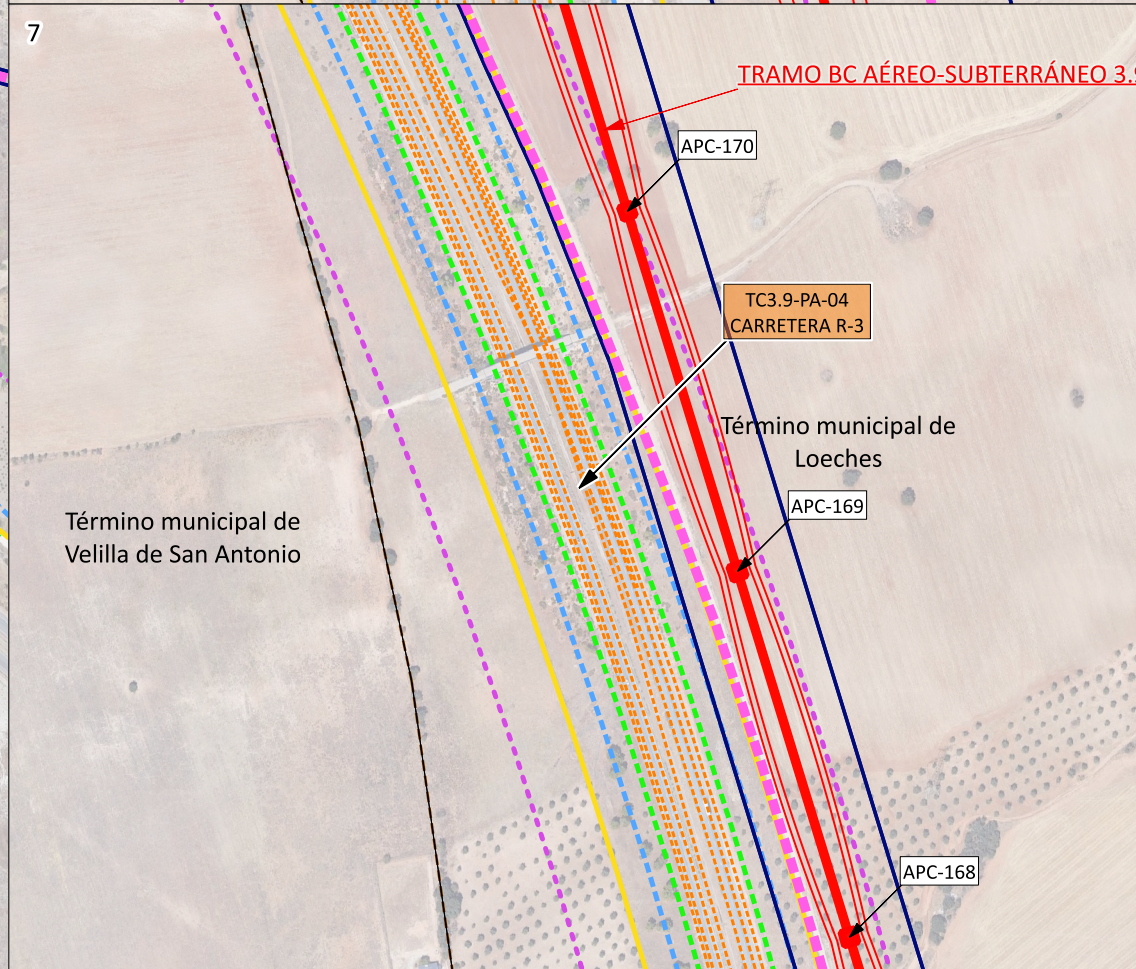 7
TRAMO BC AÉREO-SUBTERRÁNEO 3.9
APC-170
TC3.9-PA-04
CARRETERA R-3
Término municipal de
Loeches
APC-169
Término municipal de
Velilla de San Antonio
APC-168